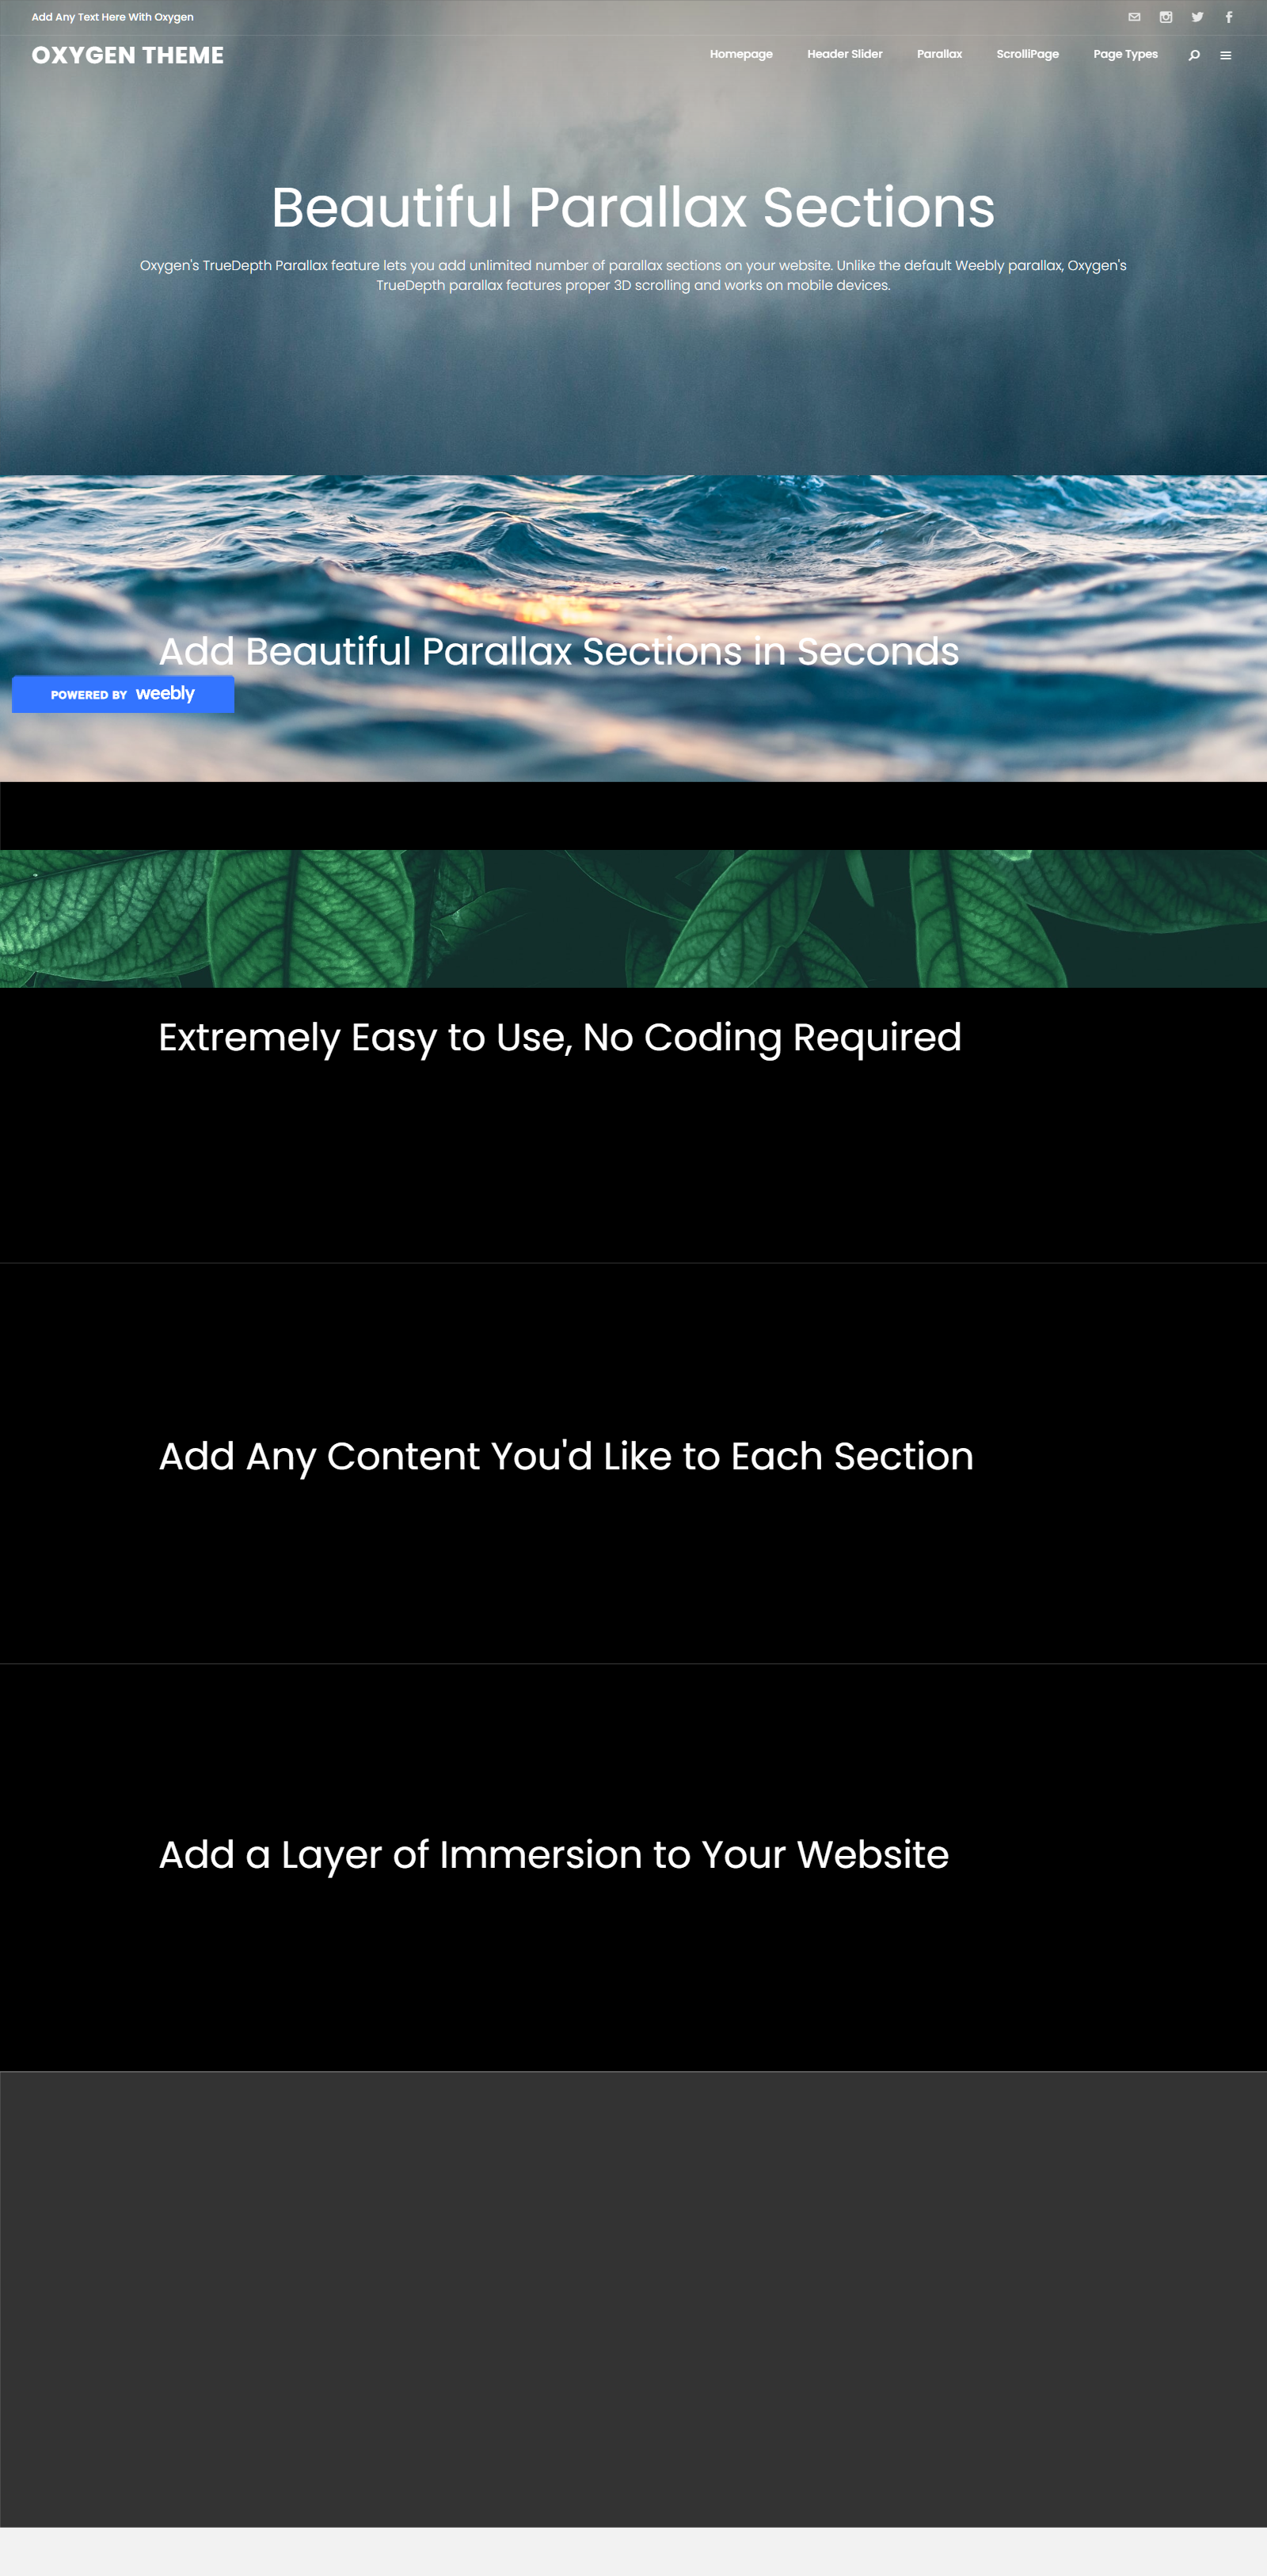 Add Any Text Here With Oxygen
OXYGEN THEME
Homepage Header Slider Parallax ScrolliPage Page Types
Beautiful Parallax Sections
Oxygen's TrueDepth Parallax feature lets you add unlimited number of parallax sections on your website. Unlike the default Weebly parallax, Oxygen's
TrueDepth parallax features proper 3D scrolling and works on mobile devices.
Add Beautiful Parallax Sections in Seconds
POWERED BY weebly
Extremely Easy to Use, No Coding Required
Add Any Content You'd Like to Each Section
Add a Layer of Immersion to Your Website